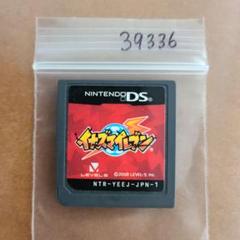 39336
NINTENDO DS
イナズマイレブン
LEVEL5
©2008 LEVEL-5 Inc.
NTR-YEEJ-JPN-1